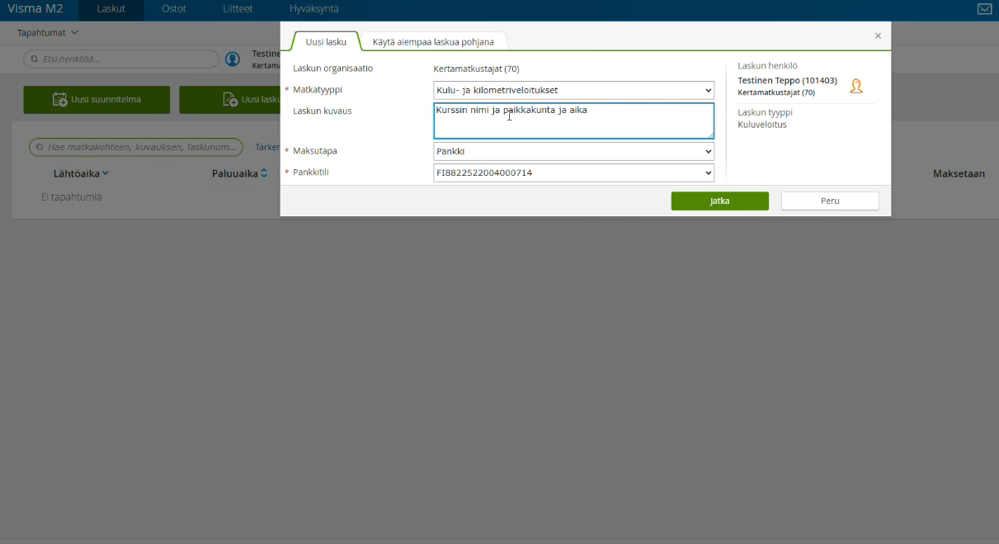 Visma M2 Laskut Ostot Liitteet Hyväksyntä
Tapahtumat
Etsi henkilöä...
Testine
Kertama
Uusi suunnitelma
Uusi lasku
Hae matkakohteen, kuvauksen, laskunum...
Tarken
Lähtöaika
Paluuaika
Maksetaan
Ei tapahtumia
Uusi lasku
Käytä aiempaa laskua pohjana
×
Laskun organisaatio
Kertamatkustajat (70)
* Matkatyyppi
Kulu- ja kilometriveloitukset
Laskun kuvaus
Kurssin nimi ja paikkakunta ja aika
* Maksutapa
Pankki
* Pankkitili
FI8822522004000714
Laskun henkilö
Testinen Teppo (101403)
Kertamatkustajat (70)
Laskun tyyppi
Kuluveloitus
Jatka
Peru